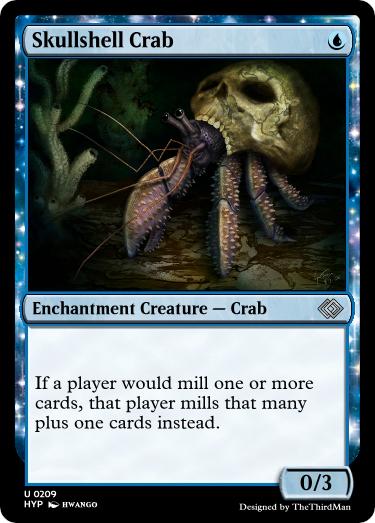 Skullshell Crab
Enchantment Creature — Crab
If a player would mill one or more
cards, that player mills that many
plus one cards instead.
0/3
U 0209
HYP HWANGO
Designed by TheThirdMan